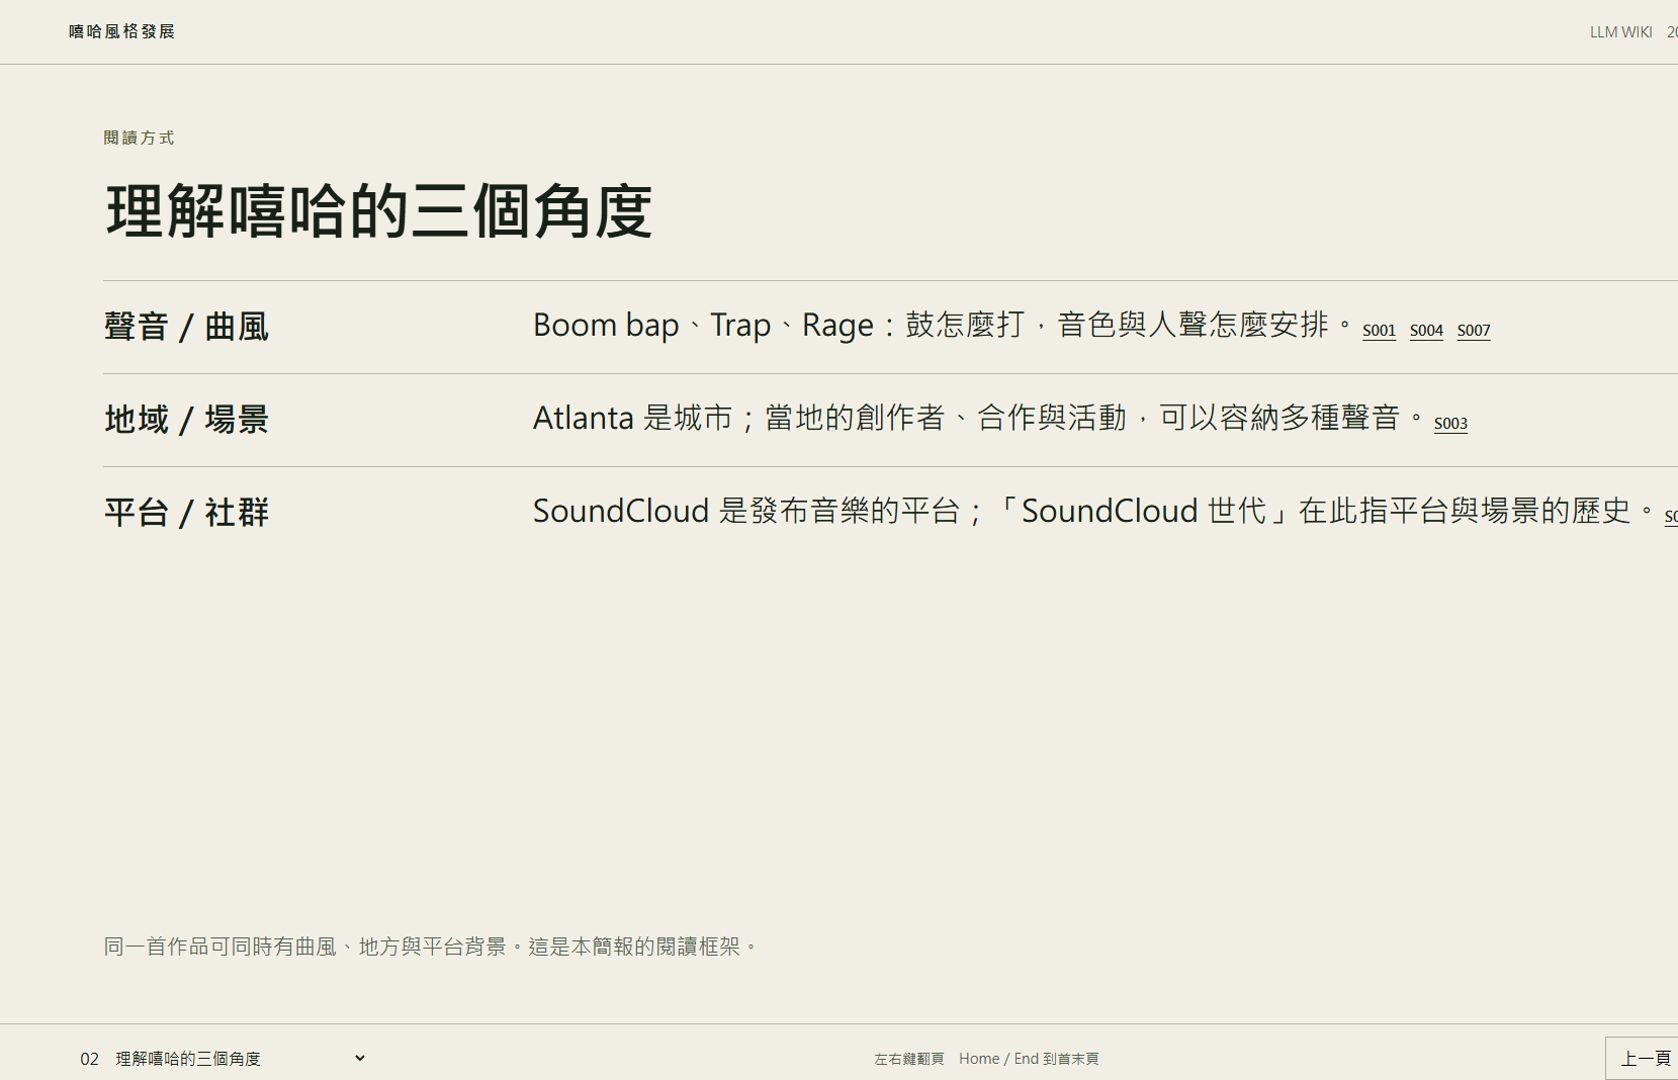 嘻哈風格發展
LLM WIKI
閱讀方式
理解嘻哈的三個角度
聲音 / 曲風
Boom bap、Trap、Rage：鼓怎麼打，音色與人聲怎麼安排。 S001 S004 S007
地域 / 場景
Atlanta 是城市；當地的創作者、合作與活動，可以容納多種聲音。 S003
平台 / 社群
SoundCloud 是發布音樂的平台；「SoundCloud 世代」在此指平台與場景的歷史。
同一首作品可同時有曲風、地方與平台背景。這是本簡報的閱讀框架。
02 理解嘻哈的三個角度
左右鍵翻頁 Home / End 到首末頁
上一頁